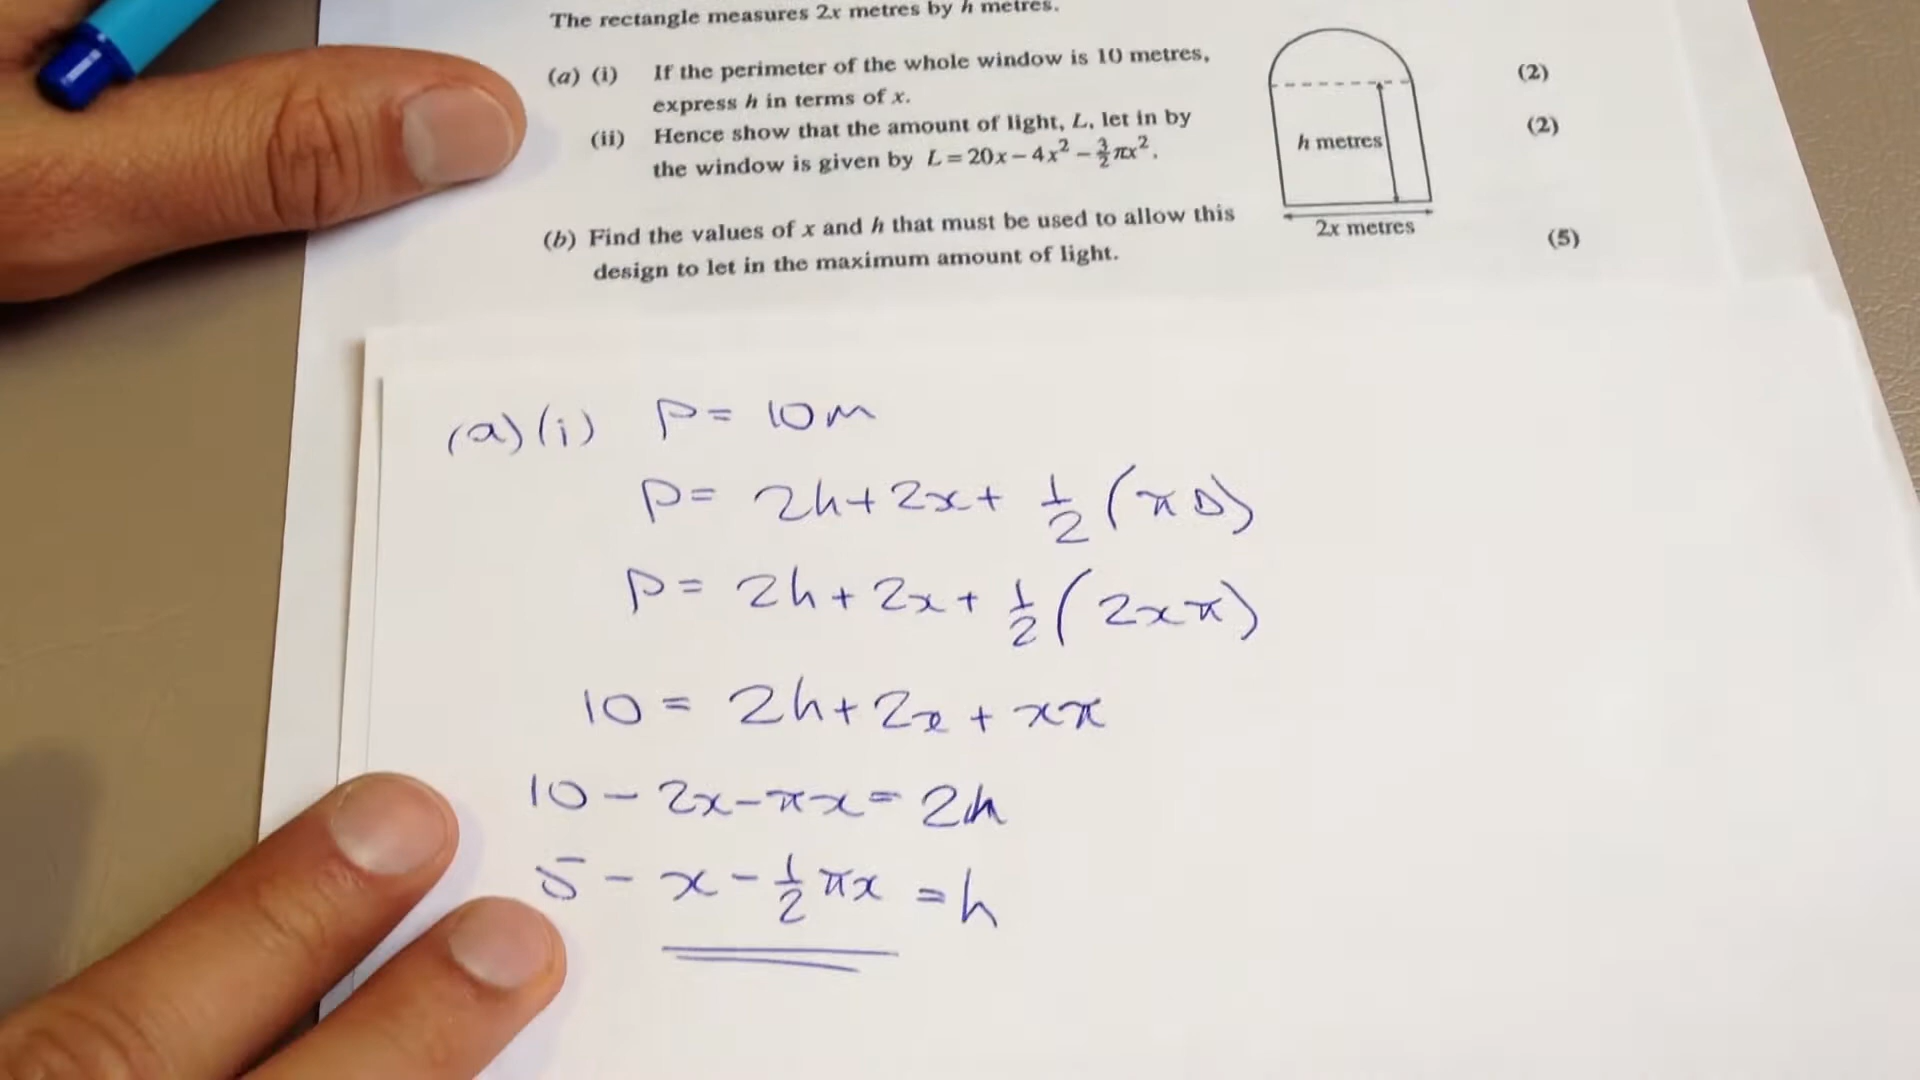 The rectangle measures 2x metres by h metres.
(a) (i) If the perimeter of the whole window is 10 metres, (2)
express h in terms of x.
(ii) Hence show that the amount of light, L, let in by (2)
the window is given by L = 20x − 4x² − 3/2 πx².
(b) Find the values of x and h that must be used to allow this (5)
design to let in the maximum amount of light.
h metres
2x metres
(a)(i) P = 10m
P = 2h + 2x + 1/2 (πD)
P = 2h + 2x + 1/2 (2xπ)
10 = 2h + 2x + xπ
10 − 2x − πx = 2h
5 − x − 1/2 πx = h